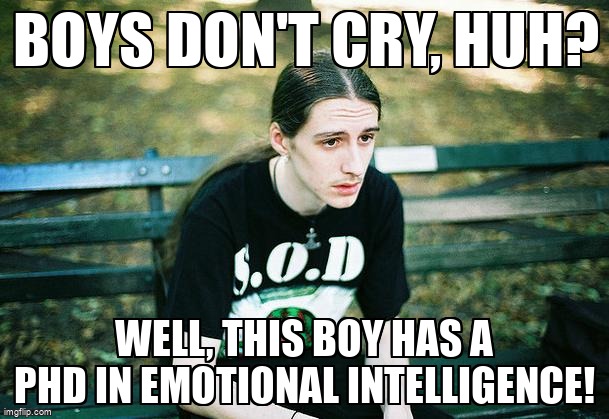 BOYS DON'T CRY, HUH?
S.O.D
WELL, THIS BOY HAS A
PHD IN EMOTIONAL INTELLIGENCE!
imgflip.com